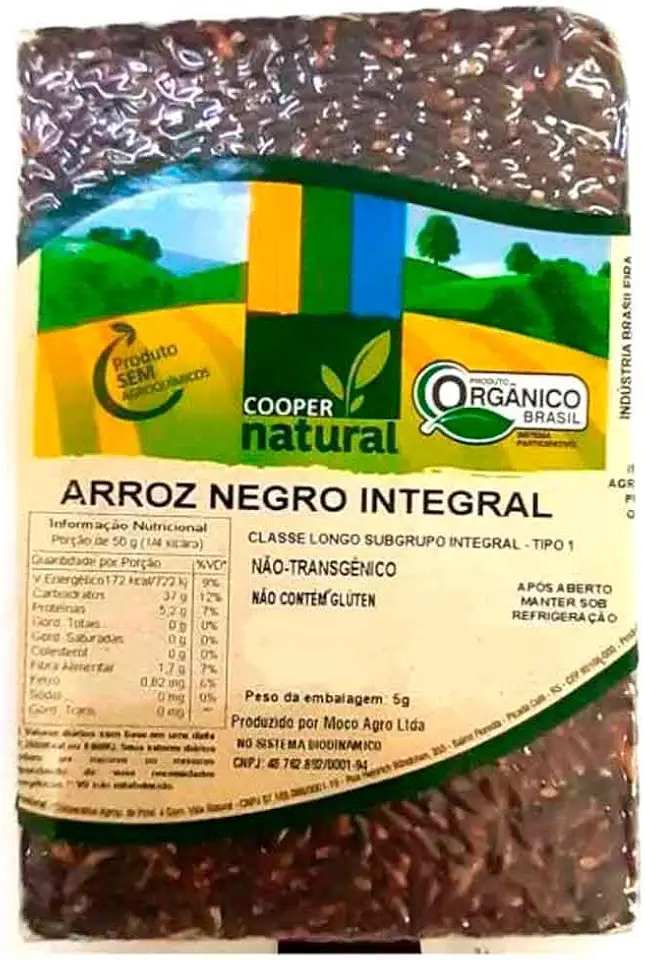 Produto
SEM
AGROQUÍMICOS
COOPER
natural
PRODUTO
ORGÂNICO
BRASIL
SISTEMA
PARTICIPATIVO
INDÚSTRIA BRASILEIRA
ARROZ NEGRO INTEGRAL
Informação Nutricional
Porção de 50 g (1/4 xícara)
Quantidade por Porção %VD*
V. Energético 172 kcal/722 kj 9%
Carboidratos 37 g 12%
Proteínas 5,2 g 7%
Gord. Totais 0 g 0%
Gord. Saturadas 0 g 0%
Colesterol 0 g 0%
Fibra Alimentar 1,7 g 7%
Ferro 0,82 mg 6%
Sódio 0 mg 0%
Gord. Trans 0 mg **
CLASSE LONGO SUBGRUPO INTEGRAL - TIPO 1
NÃO-TRANSGÊNICO
NÃO CONTÉM GLÚTEN
APÓS ABERTO
MANTER SOB
REFRIGERAÇÃO
Peso da embalagem: 5g
Produzido por Moco Agro Ltda
NO SISTEMA BIODINÂMICO
CNPJ: 48 762.892/0001-94